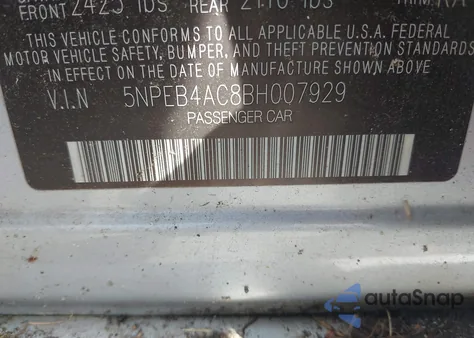 FRONT 2425 lbs REAR 2116 lbs
THIS VEHICLE CONFORMS TO ALL APPLICABLE U.S.A. FEDERAL
MOTOR VEHICLE SAFETY, BUMPER, AND THEFT PREVENTION STANDARDS
IN EFFECT ON THE DATE OF MANUFACTURE SHOWN ABOVE.
V.I.N 5NPEB4AC8BH007929
PASSENGER CAR
autoSnap